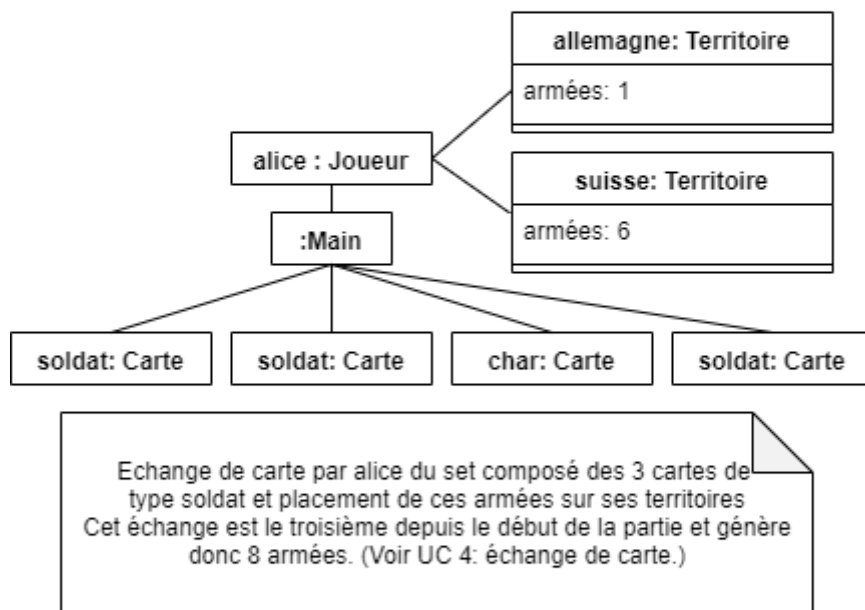 allemagne: Territoire
armées: 1
alice : Joueur
suisse: Territoire
armées: 6
:Main
soldat: Carte
soldat: Carte
char: Carte
soldat: Carte
Echange de carte par alice du set composé des 3 cartes de
type soldat et placement de ces armées sur ses territoires
Cet échange est le troisième depuis le début de la partie et génère
donc 8 armées. (Voir UC 4: échange de carte.)